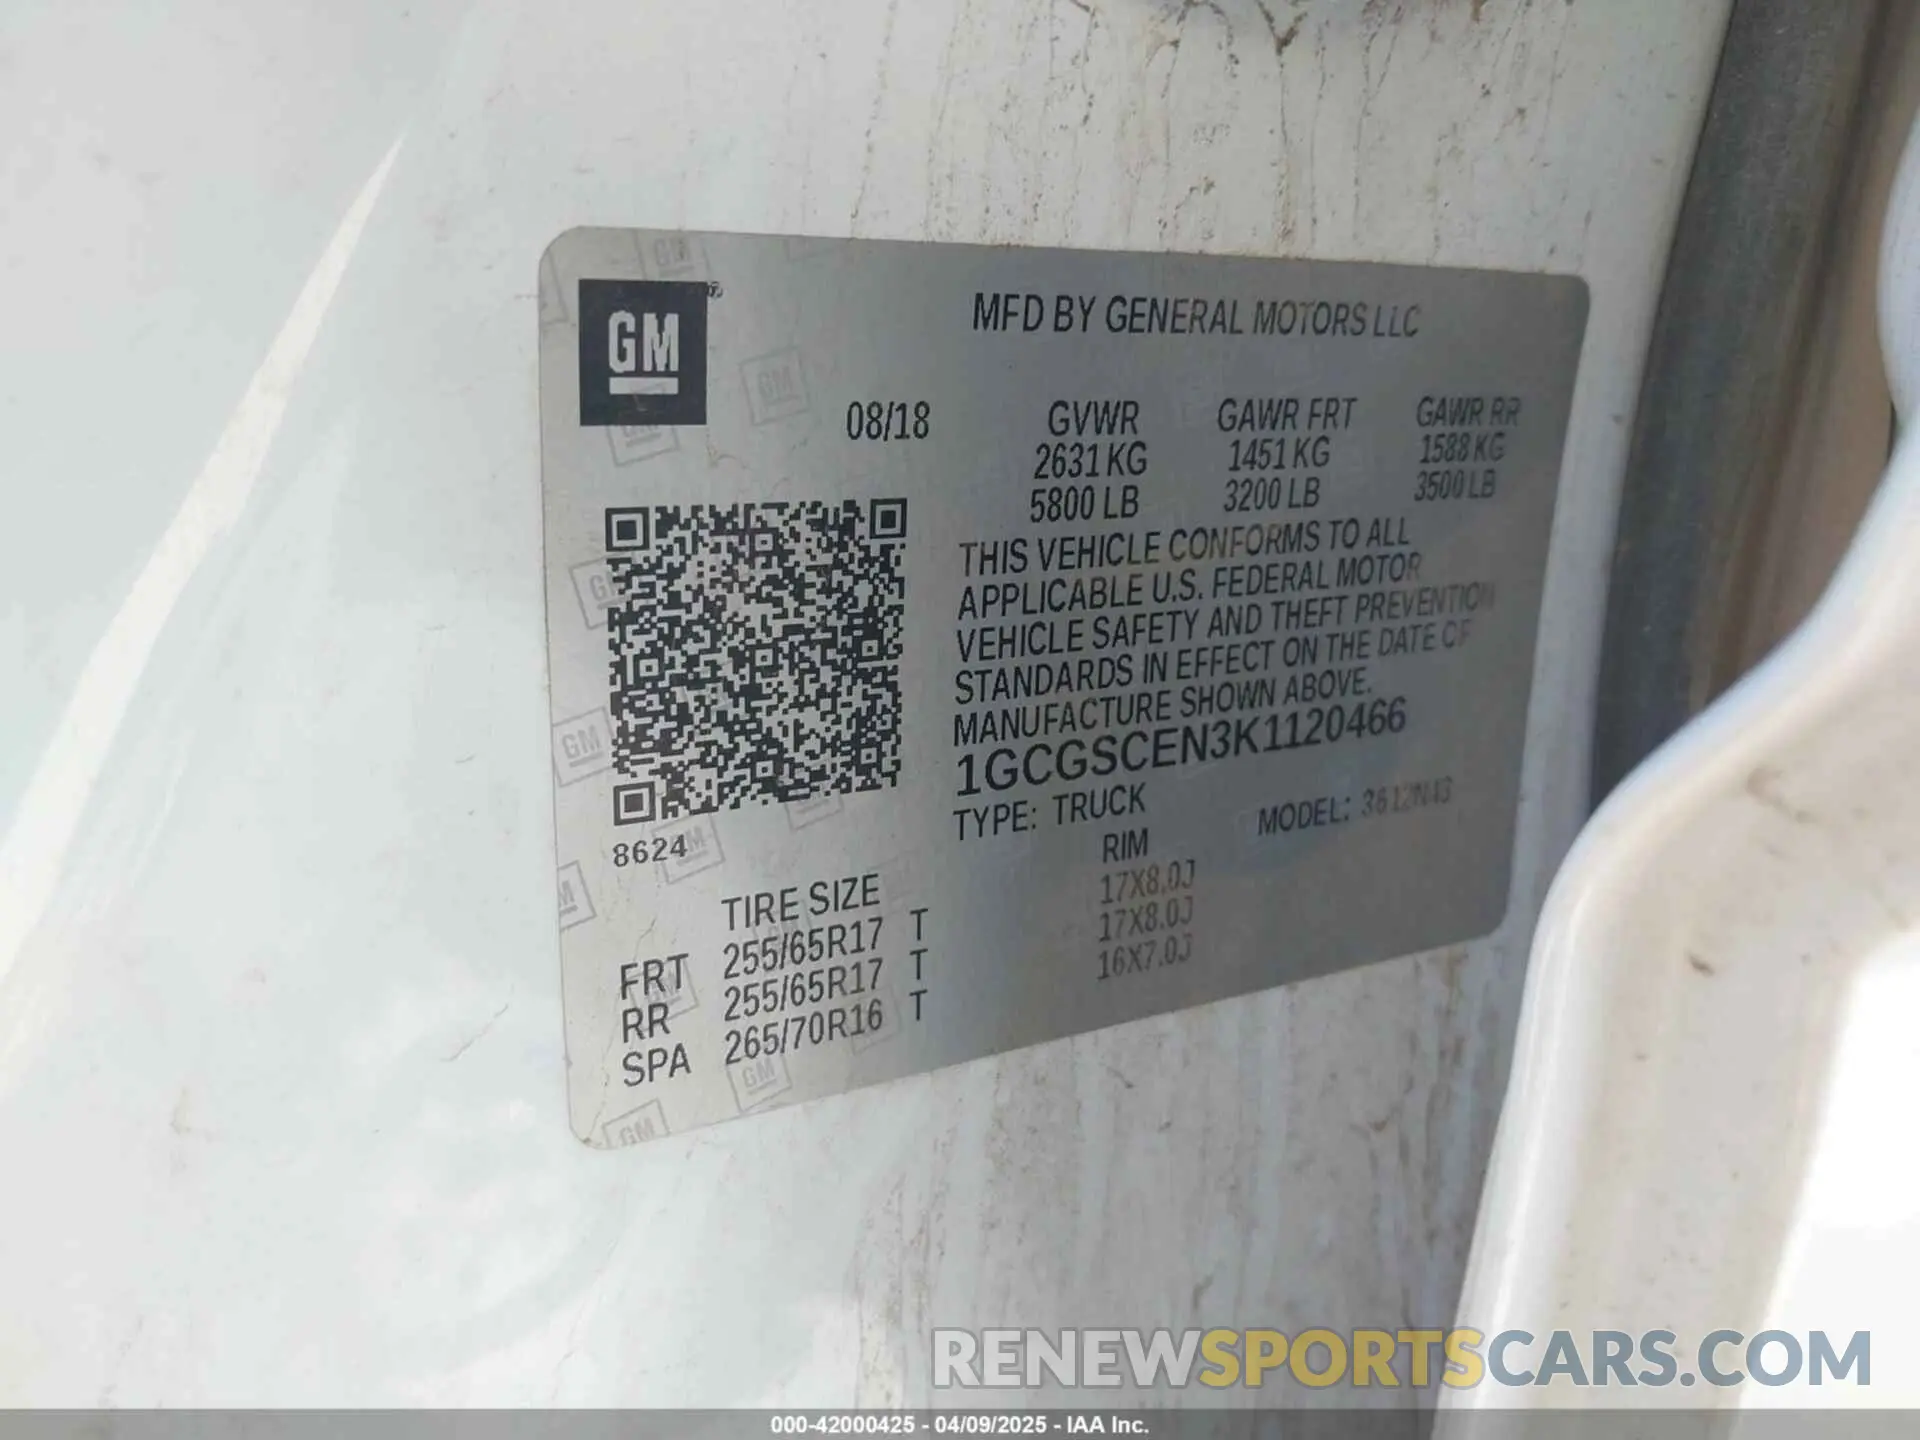 GM
MFD BY GENERAL MOTORS LLC
08/18
GVWR GAWR FRT GAWR RR
2631 KG 1451 KG 1588 KG
5800 LB 3200 LB 3500 LB
THIS VEHICLE CONFORMS TO ALL
APPLICABLE U.S. FEDERAL MOTOR
VEHICLE SAFETY AND THEFT PREVENTION
STANDARDS IN EFFECT ON THE DATE OF
MANUFACTURE SHOWN ABOVE.
1GCGSCEN3K1120466
TYPE: TRUCK MODEL: 3612N43
8624
TIRE SIZE RIM
FRT 255/65R17 T 17X8.0J
RR 255/65R17 T 17X8.0J
SPA 265/70R16 T 16X7.0J
RENEWSPORTSCARS.COM
000-42000425 - 04/09/2025 - IAA Inc.